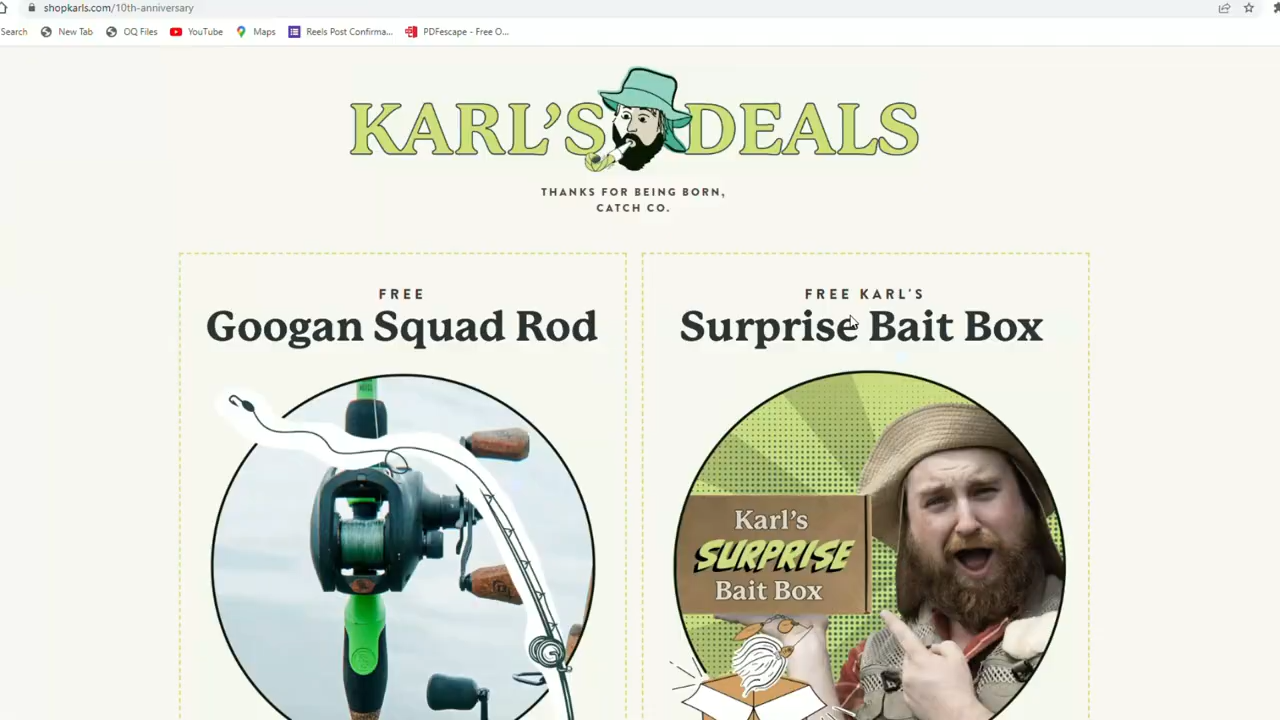 shopkarls.com/10th-anniversary
Search
New Tab
OQ Files
YouTube
Maps
Reels Post Confirma...
PDFescape - Free O...
KARL'S DEALS
THANKS FOR BEING BORN,
CATCH CO.
FREE
Googan Squad Rod
FREE KARL'S
Surprise Bait Box
Karl's
SURPRISE
Bait Box